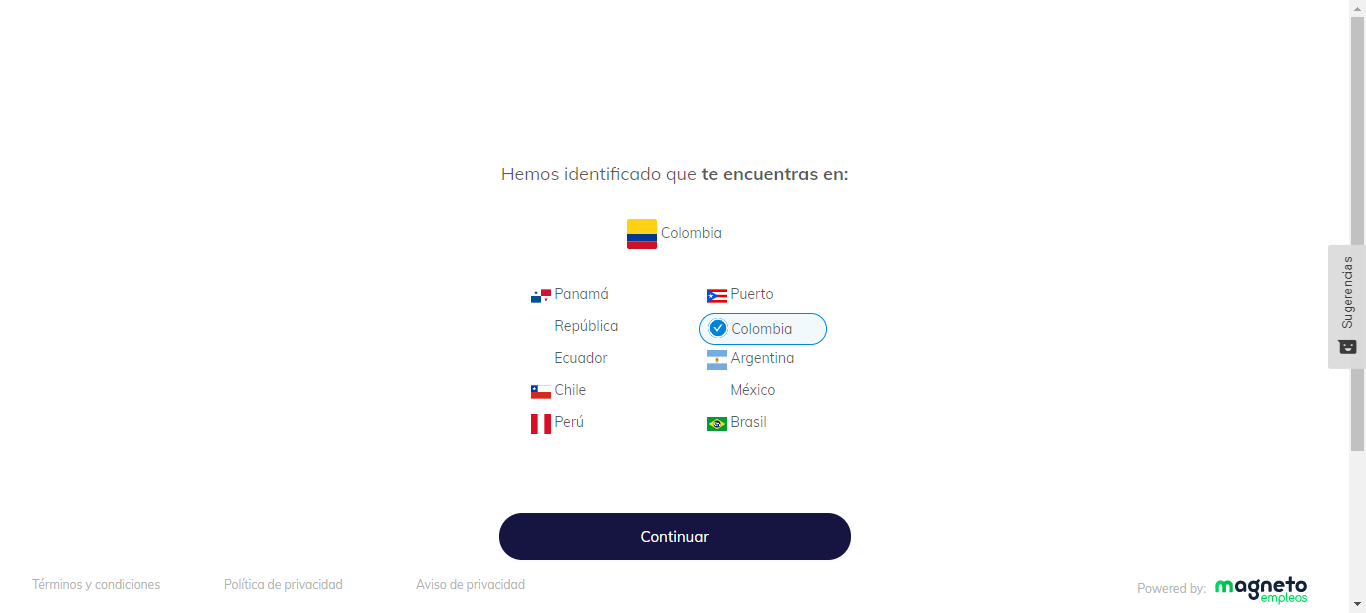 Hemos identificado que te encuentras en:
Colombia
Panamá
Puerto
República
Colombia
Ecuador
Argentina
Chile
México
Perú
Brasil
Sugerencias
Continuar
Términos y condiciones
Política de privacidad
Aviso de privacidad
Powered by:
magneto
empleos